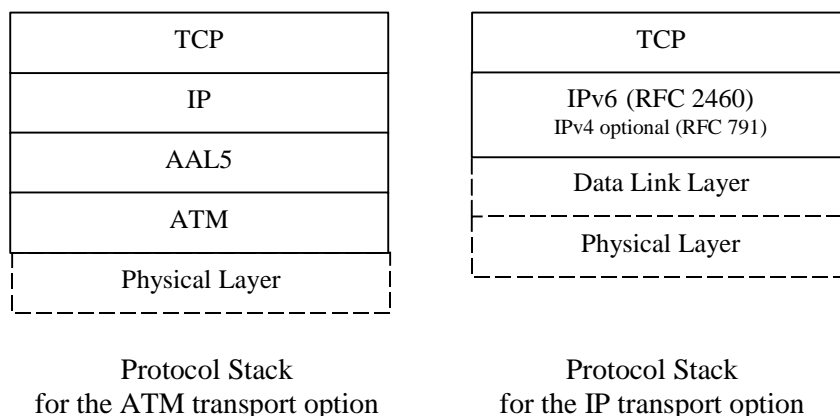 TCP
IP
AAL5
ATM
Physical Layer
Protocol Stack
for the ATM transport option
TCP
IPv6 (RFC 2460)
IPv4 optional (RFC 791)
Data Link Layer
Physical Layer
Protocol Stack
for the IP transport option